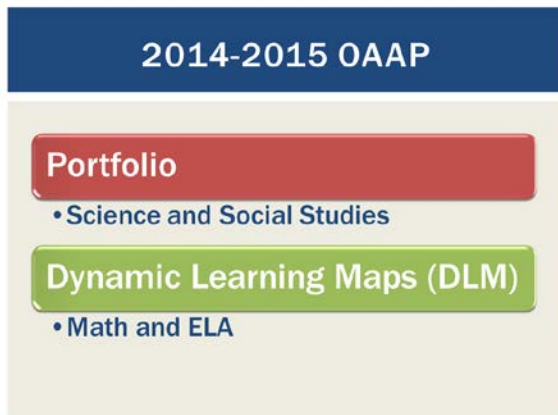 2014-2015 OAAP
Portfolio
•Science and Social Studies
Dynamic Learning Maps (DLM)
•Math and ELA